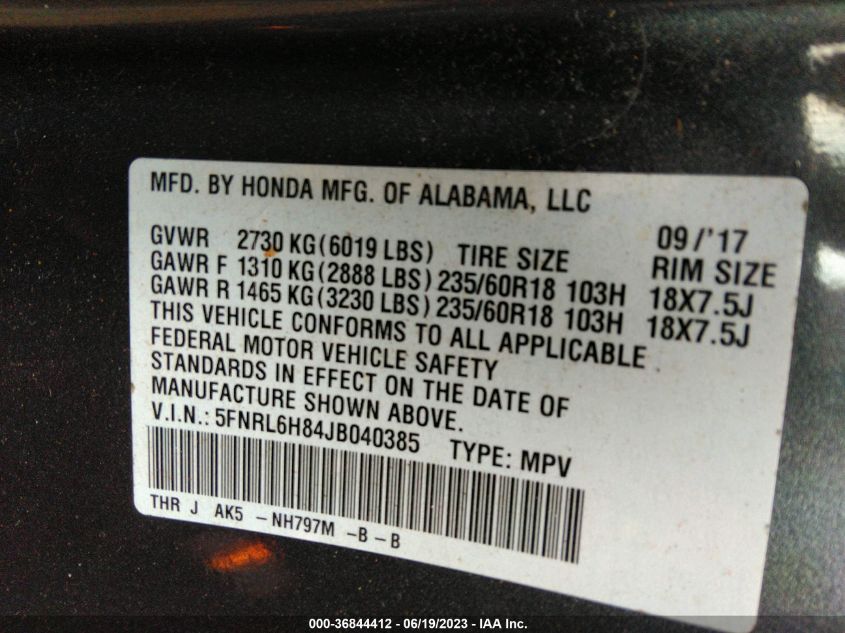 MFD. BY HONDA MFG. OF ALABAMA, LLC
09/'17
GVWR 2730 KG(6019 LBS) TIRE SIZE RIM SIZE
GAWR F 1310 KG(2888 LBS) 235/60R18 103H 18X7.5J
GAWR R 1465 KG(3230 LBS) 235/60R18 103H 18X7.5J
THIS VEHICLE CONFORMS TO ALL APPLICABLE
FEDERAL MOTOR VEHICLE SAFETY
STANDARDS IN EFFECT ON THE DATE OF
MANUFACTURE SHOWN ABOVE.
V.I.N.: 5FNRL6H84JB040385 TYPE: MPV
THR J AK5 -NH797M -B-B
000-36844412 - 06/19/2023 - IAA Inc.